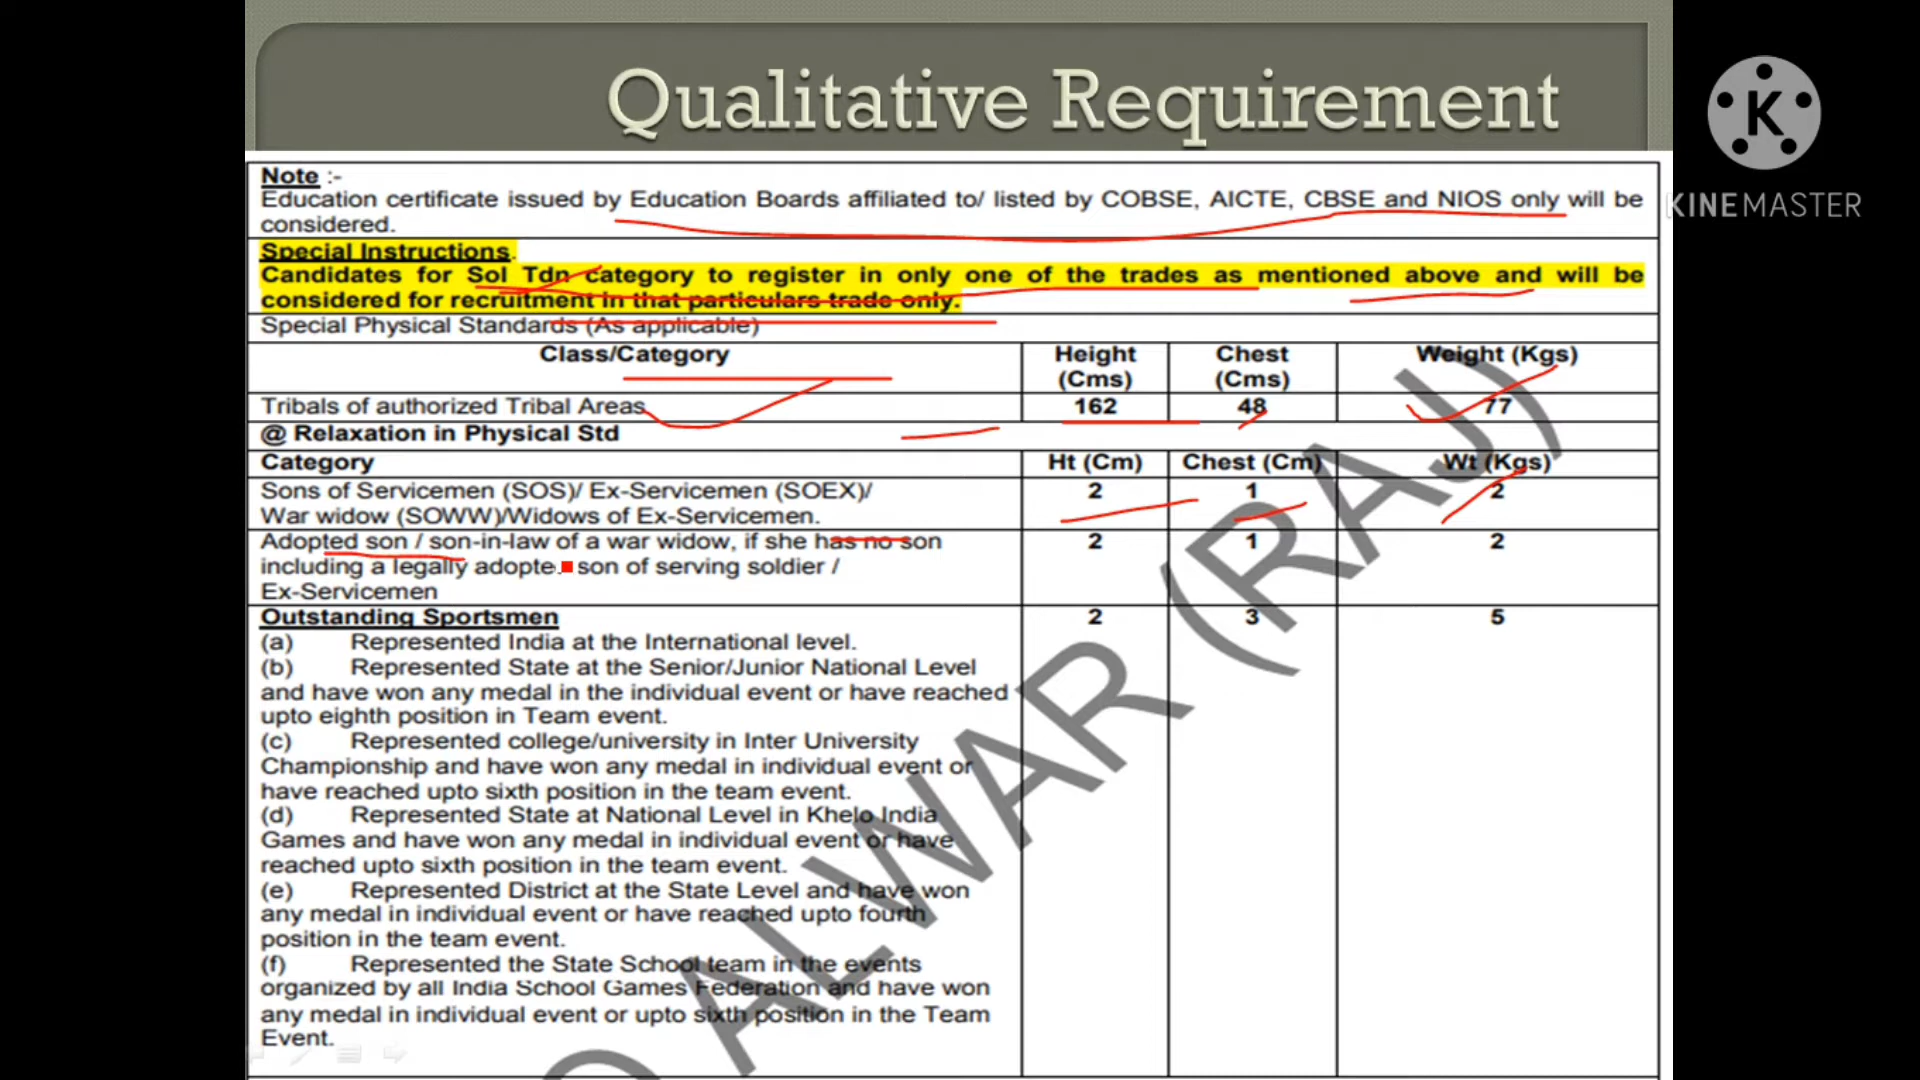 Qualitative Requirement
K
KINEMASTER
Note :-
Education certificate issued by Education Boards affiliated to/ listed by COBSE, AICTE, CBSE and NIOS only will be
considered.
Special Instructions.
Candidates for Sol Tdn category to register in only one of the trades as mentioned above and will be
considered for recruitment in that particulars trade only.
Special Physical Standards (As applicable)
Class/Category Height (Cms) Chest (Cms) Weight (Kgs)
Tribals of authorized Tribal Areas 162 48 77
@ Relaxation in Physical Std
Category Ht (Cm) Chest (Cm) Wt (Kgs)
Sons of Servicemen (SOS)/ Ex-Servicemen (SOEX)/ 2 1 2
War widow (SOWW)/Widows of Ex-Servicemen.
Adopted son / son-in-law of a war widow, if she has no son 2 1 2
including a legally adopte son of serving soldier /
Ex-Servicemen
Outstanding Sportsmen 2 3 5
(a) Represented India at the International level.
(b) Represented State at the Senior/Junior National Level
and have won any medal in the individual event or have reached
upto eighth position in Team event.
(c) Represented college/university in Inter University
Championship and have won any medal in individual event or
have reached upto sixth position in the team event.
(d) Represented State at National Level in Khelo India
Games and have won any medal in individual event or have
reached upto sixth position in the team event.
(e) Represented District at the State Level and have won
any medal in individual event or have reached upto fourth
position in the team event.
(f) Represented the State School team in the events
organized by all India School Games Federation and have won
any medal in individual event or upto sixth position in the Team
Event.
ALWAR (RAJ)